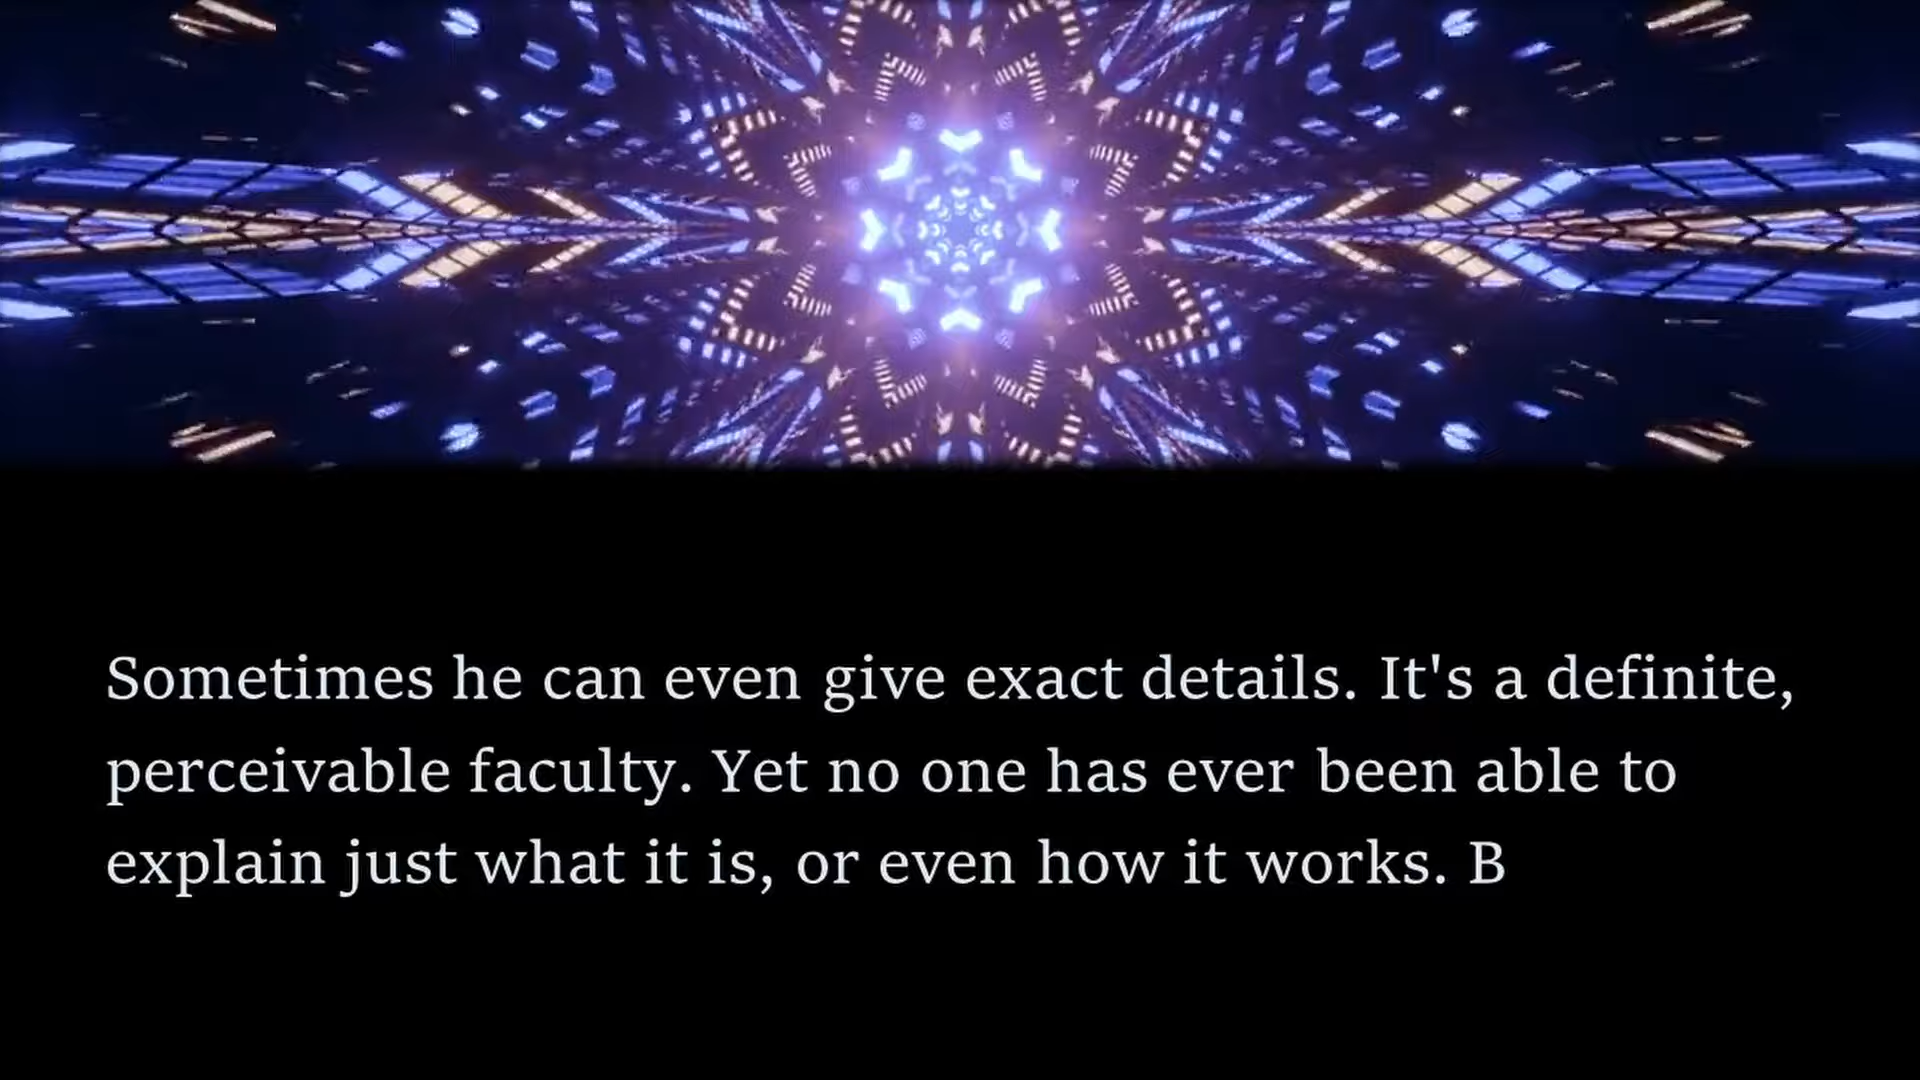 Sometimes he can even give exact details. It's a definite,
perceivable faculty. Yet no one has ever been able to
explain just what it is, or even how it works. B